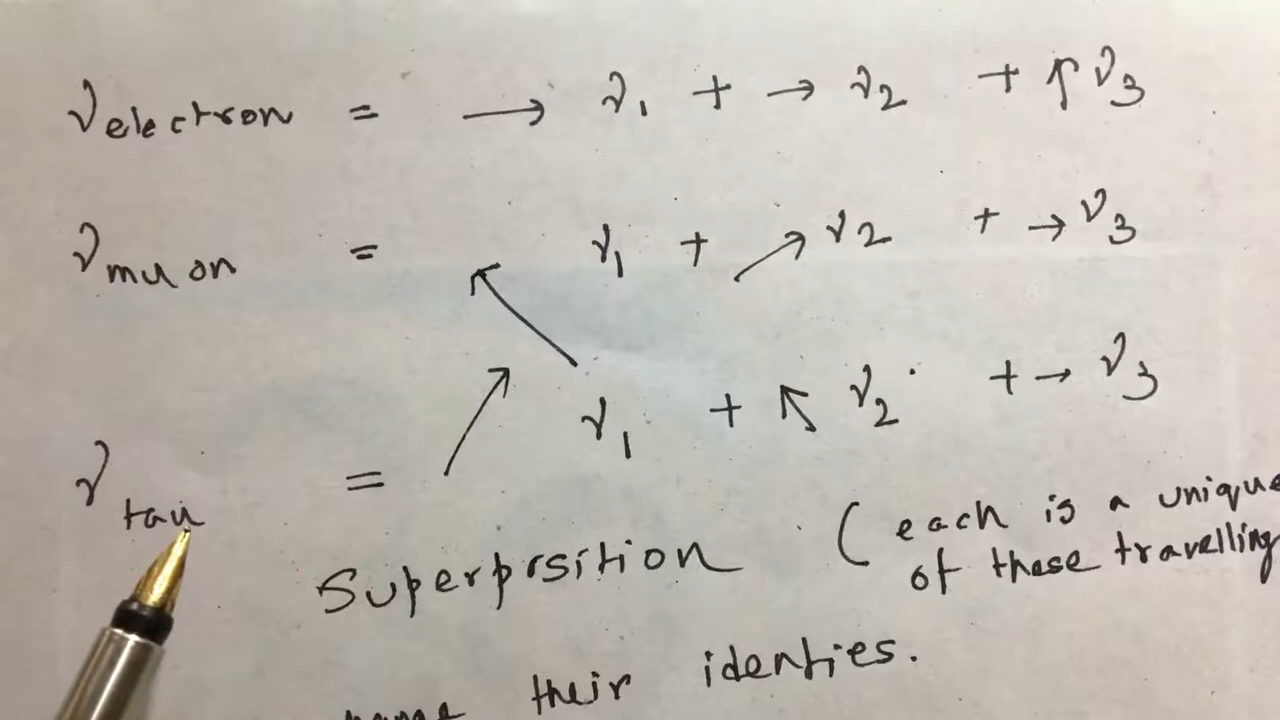 ν electron = → ν1 + → ν2 + ↑ ν3
ν muon = ↖ ν1 + ↗ ν2 + → ν3
ν tau = ↗ ν1 + ↖ ν2 + → ν3
Superposition (each is a unique
of these travelling
their identies.